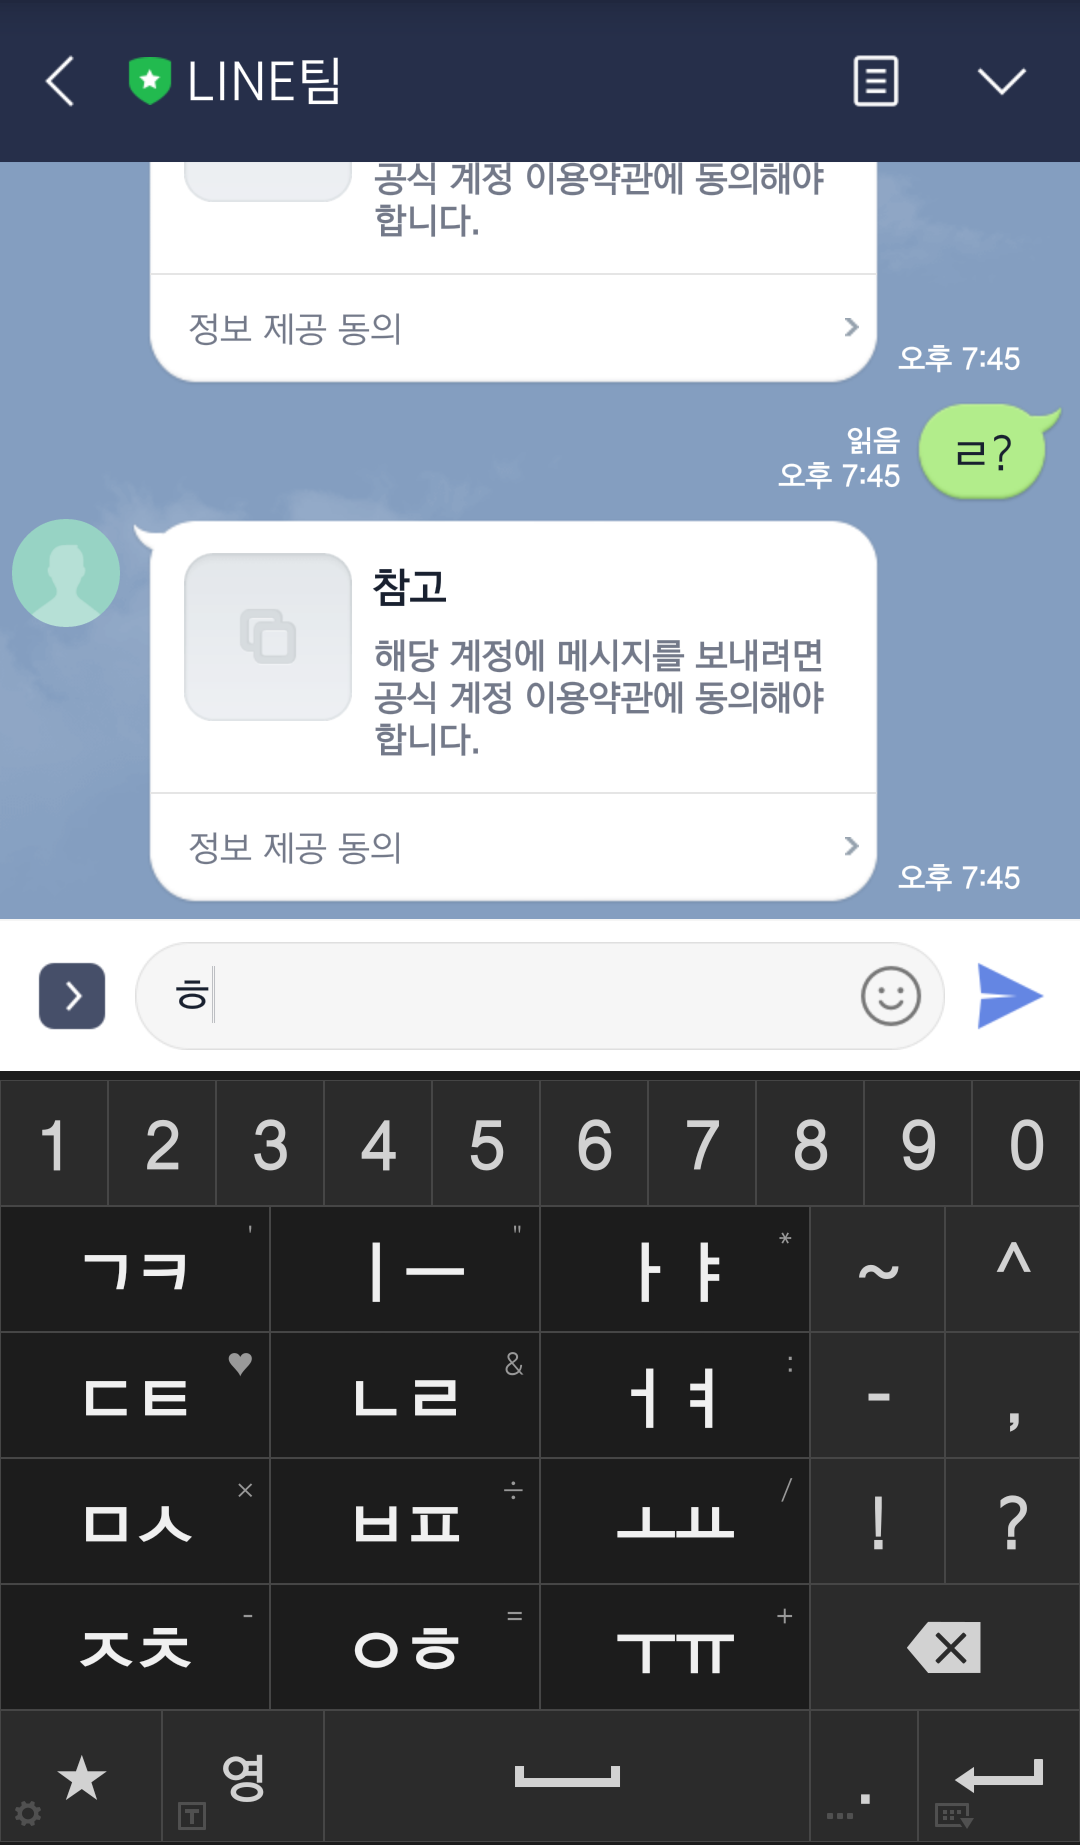 LINE팀
공식 계정 이용약관에 동의해야
합니다.
정보 제공 동의
오후 7:45
읽음
오후 7:45
ㄹ?
참고
해당 계정에 메시지를 보내려면
공식 계정 이용약관에 동의해야
합니다.
정보 제공 동의
오후 7:45
ㅎ
1 2 3 4 5 6 7 8 9 0
ㄱㅋ ' ㅣㅡ " ㅏㅑ * ~ ^
ㄷㅌ ♥ ㄴㄹ & ㅓㅕ : - ,
ㅁㅅ × ㅂㅍ ÷ ㅗㅛ / ! ?
ㅈㅊ - ㅇㅎ = ㅜㅠ +
★ 영 T ... .